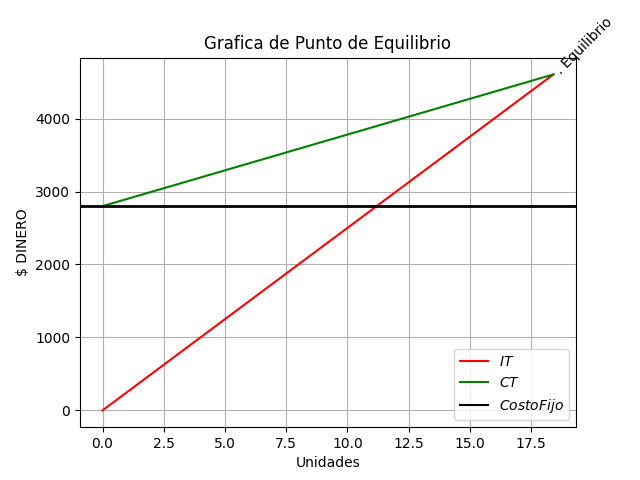 Grafica de Punto de Equilibrio
. Equilibrio
$ DINERO
4000
3000
2000
1000
0
0.0 2.5 5.0 7.5 10.0 12.5 15.0 17.5
Unidades
IT
CT
CostoFijo